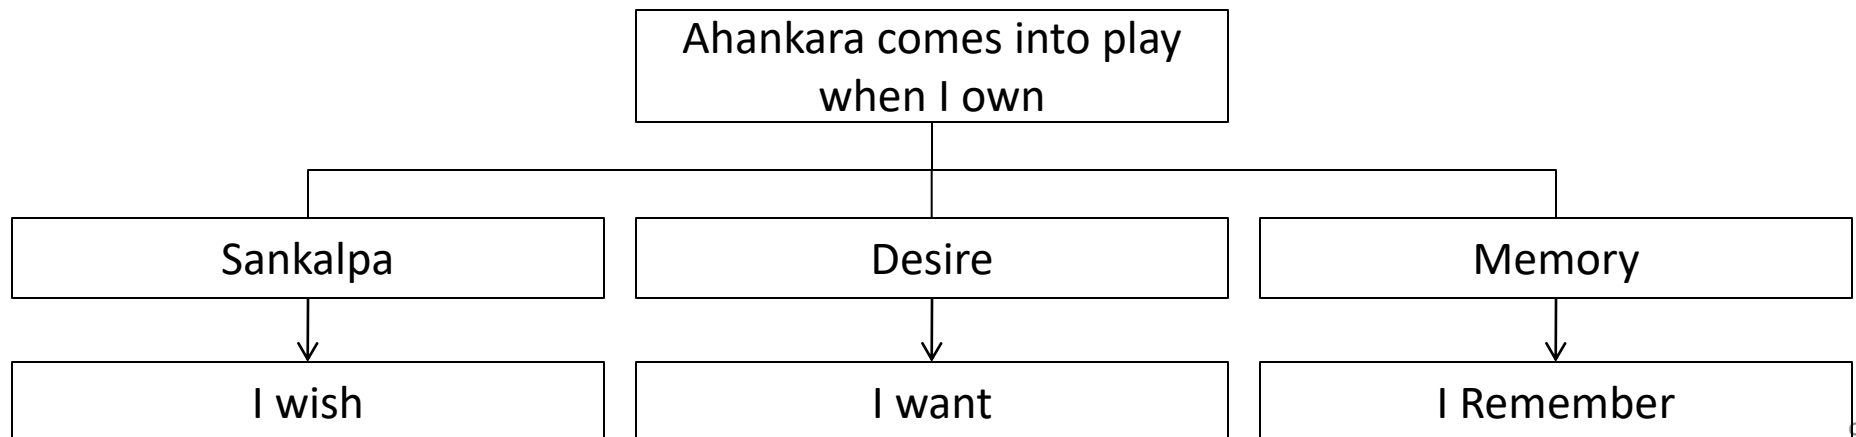 Ahankara comes into play
when I own
Sankalpa
Desire
Memory
I wish
I want
I Remember